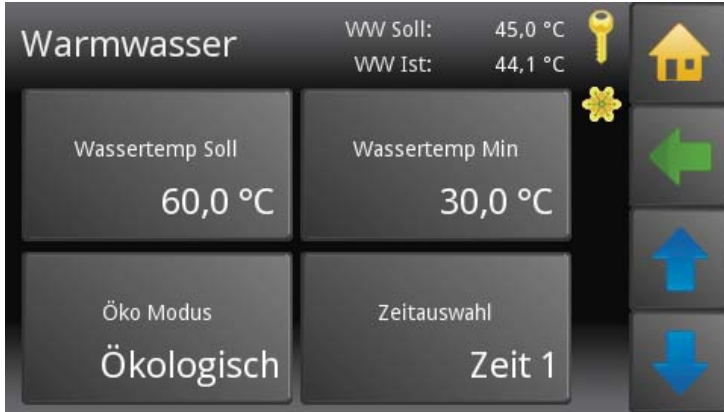 Warmwasser
WW Soll: 45,0 °C
WW Ist: 44,1 °C
Wassertemp Soll
60,0 °C
Wassertemp Min
30,0 °C
Öko Modus
Ökologisch
Zeitauswahl
Zeit 1